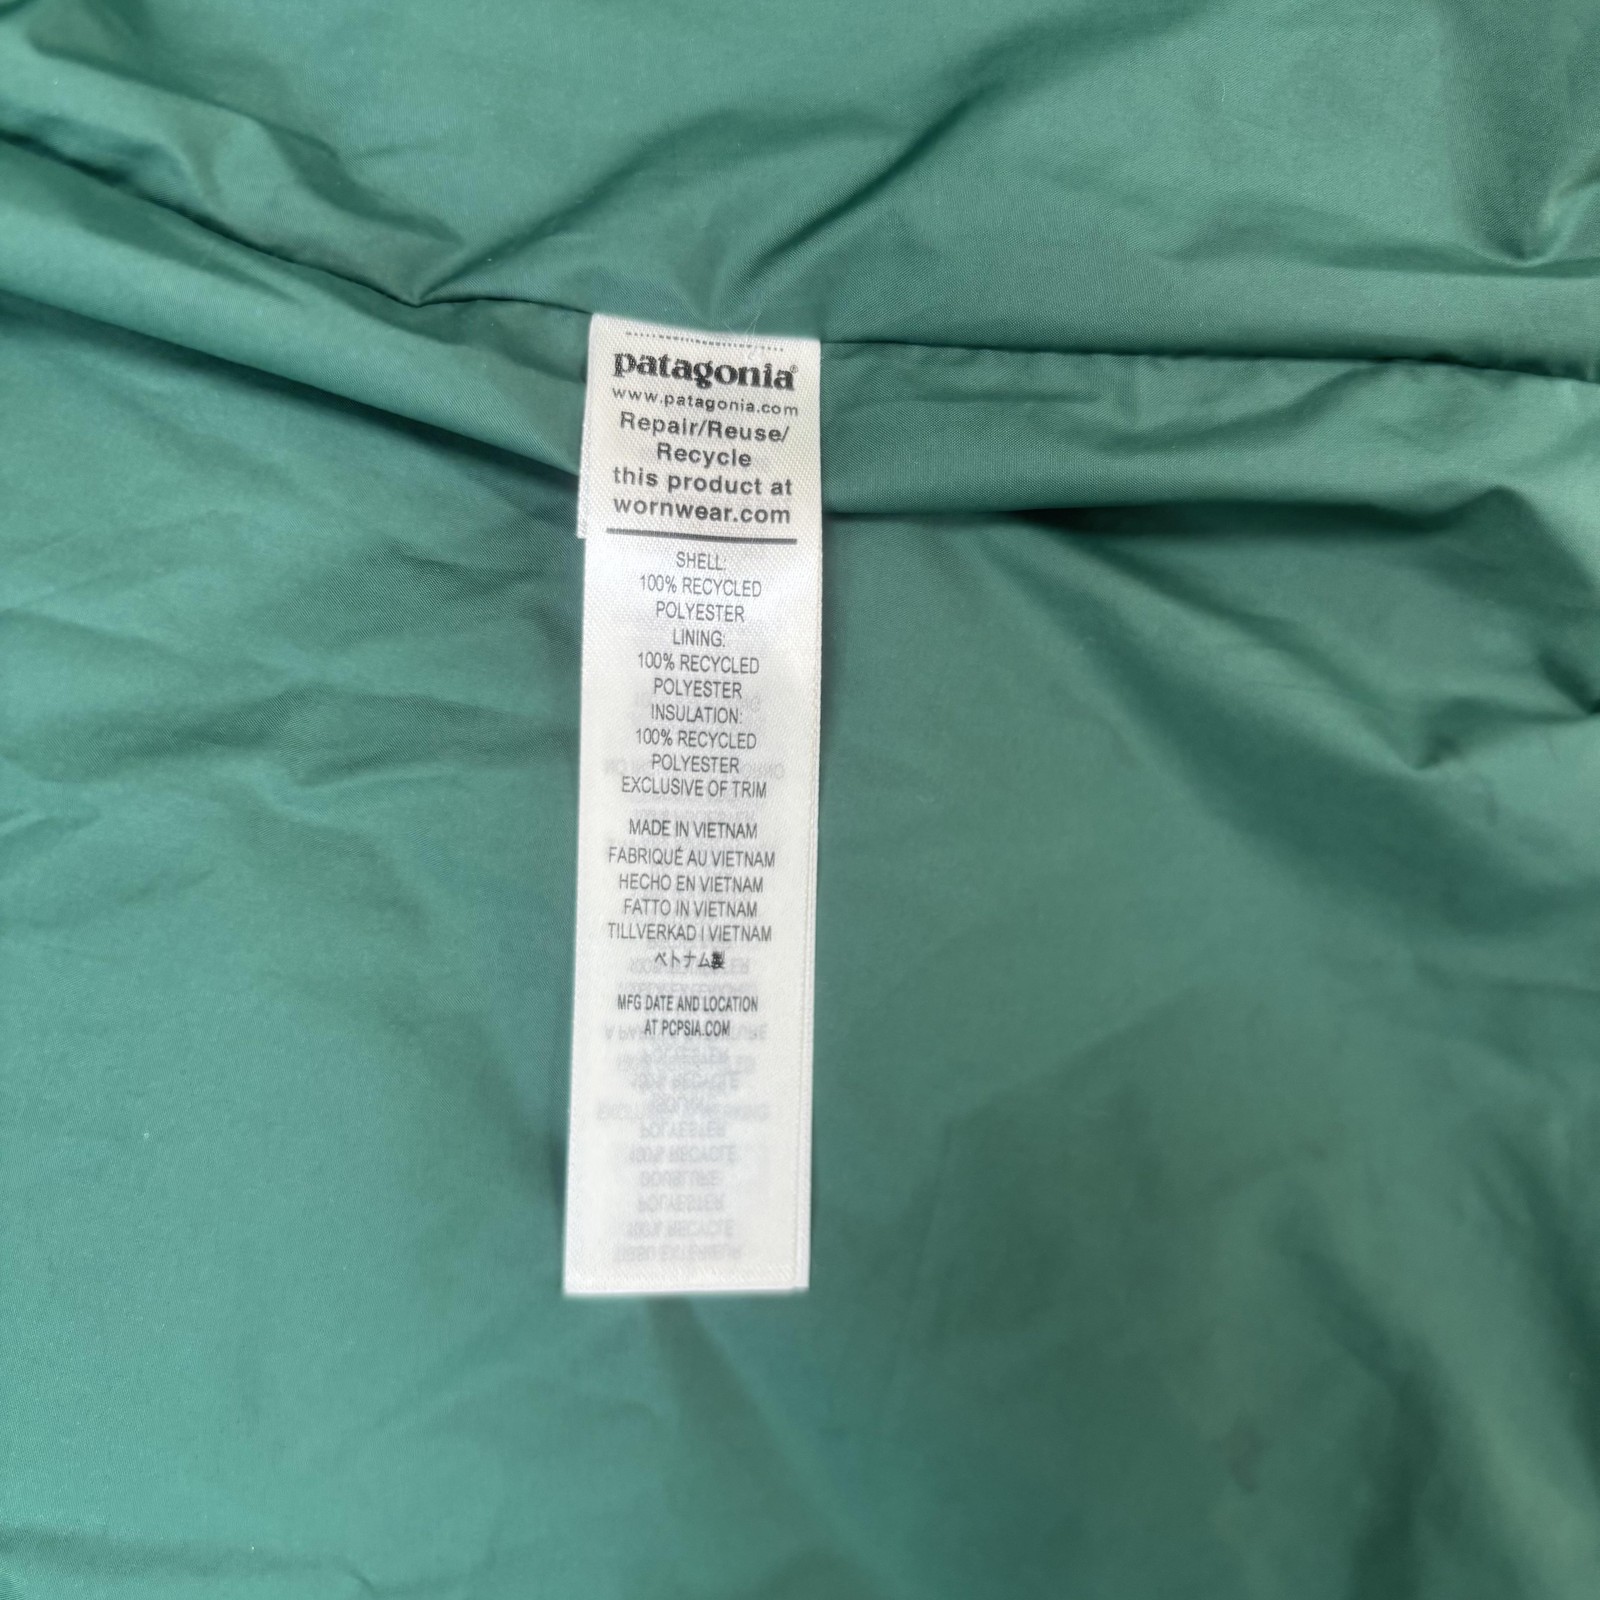 patagonia®
www.patagonia.com
Repair/Reuse/
Recycle
this product at
wornwear.com
SHELL:
100% RECYCLED
POLYESTER
LINING:
100% RECYCLED
POLYESTER
INSULATION:
100% RECYCLED
POLYESTER
EXCLUSIVE OF TRIM
MADE IN VIETNAM
FABRIQUÉ AU VIETNAM
HECHO EN VIETNAM
FATTO IN VIETNAM
TILLVERKAD I VIETNAM
ベトナム製
MFG DATE AND LOCATION
AT PCPSIA.COM